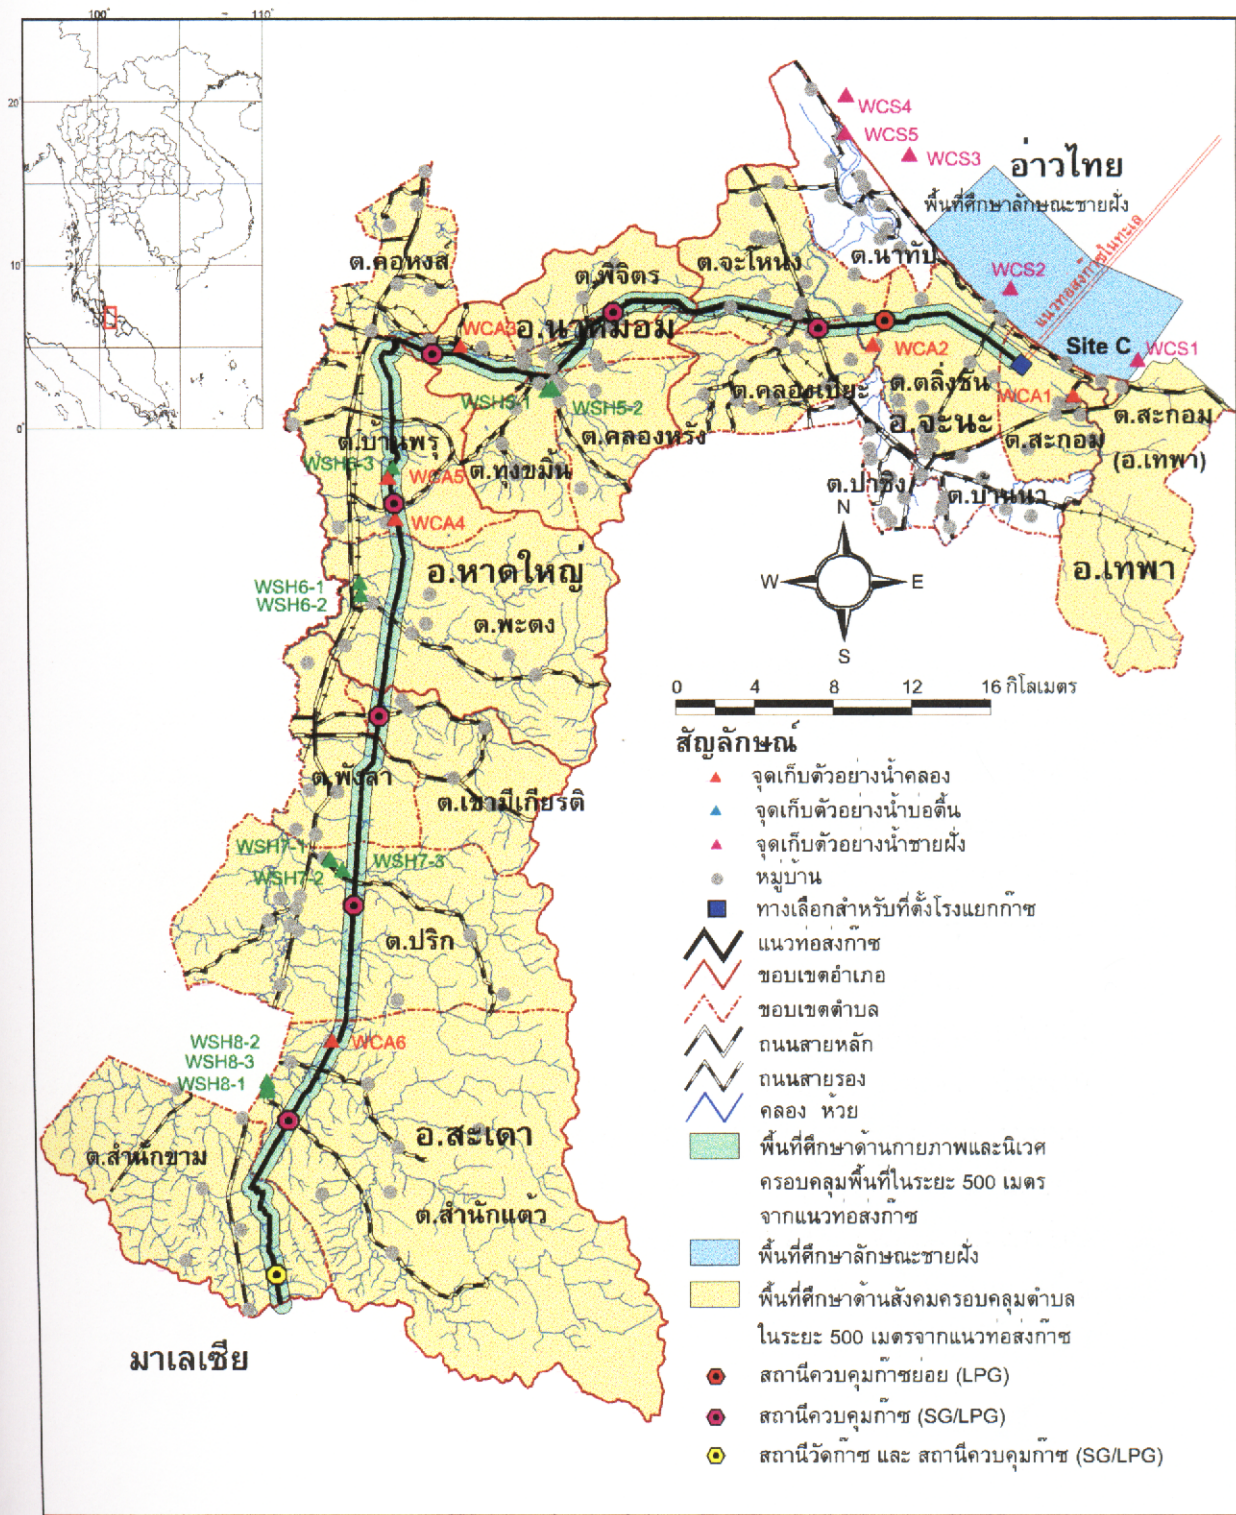 100°
110°
20°
10°
0°
WCS4
WCS5
WCS3
อ่าวไทย
พื้นที่ศึกษาลักษณะชายฝั่ง
แนวท่อส่งก๊าซในทะเล
ต.นาทับ
ต.จะโหนง
ต.พิจิตร
ต.คอหงส์
WCS2
WCA3
อ.นาหม่อม
WCA2
Site C
WCS1
ต.ตลิ่งชัน
ต.คลองเปียะ
WCA1
WSH5-1
WSH5-2
อ.จะนะ
ต.สะกอม
ต.สะกอม
(อ.เทพา)
ต.บ้านพรุ
ต.คลองหรัง
WSH6-3
ต.ทุ่งขมิ้น
WCA5
ต.ป่าชิง
ต.บ้านนา
WCA4
N
W
E
S
อ.หาดใหญ่
อ.เทพา
WSH6-1
WSH6-2
ต.พะตง
0
4
8
12
16 กิโลเมตร
ต.พังลา
ต.เขามีเกียรติ
WSH7-1
WSH7-3
WSH7-2
ต.ปริก
WSH8-2
WSH8-3
WSH8-1
WCA6
อ.สะเดา
ต.สำนักขาม
ต.สำนักแต้ว
มาเลเซีย
สัญลักษณ์
จุดเก็บตัวอย่างน้ำคลอง
จุดเก็บตัวอย่างน้ำบ่อตื้น
จุดเก็บตัวอย่างน้ำชายฝั่ง
หมู่บ้าน
ทางเลือกสำหรับที่ตั้งโรงแยกก๊าซ
แนวท่อส่งก๊าซ
ขอบเขตอำเภอ
ขอบเขตตำบล
ถนนสายหลัก
ถนนสายรอง
คลอง ห้วย
พื้นที่ศึกษาด้านกายภาพและนิเวศ
ครอบคลุมพื้นที่ในระยะ 500 เมตร
จากแนวท่อส่งก๊าซ
พื้นที่ศึกษาลักษณะชายฝั่ง
พื้นที่ศึกษาด้านสังคมครอบคลุมตำบล
ในระยะ 500 เมตรจากแนวท่อส่งก๊าซ
สถานีควบคุมก๊าซย่อย (LPG)
สถานีควบคุมก๊าซ (SG/LPG)
สถานีวัดก๊าซ และ สถานีควบคุมก๊าซ (SG/LPG)